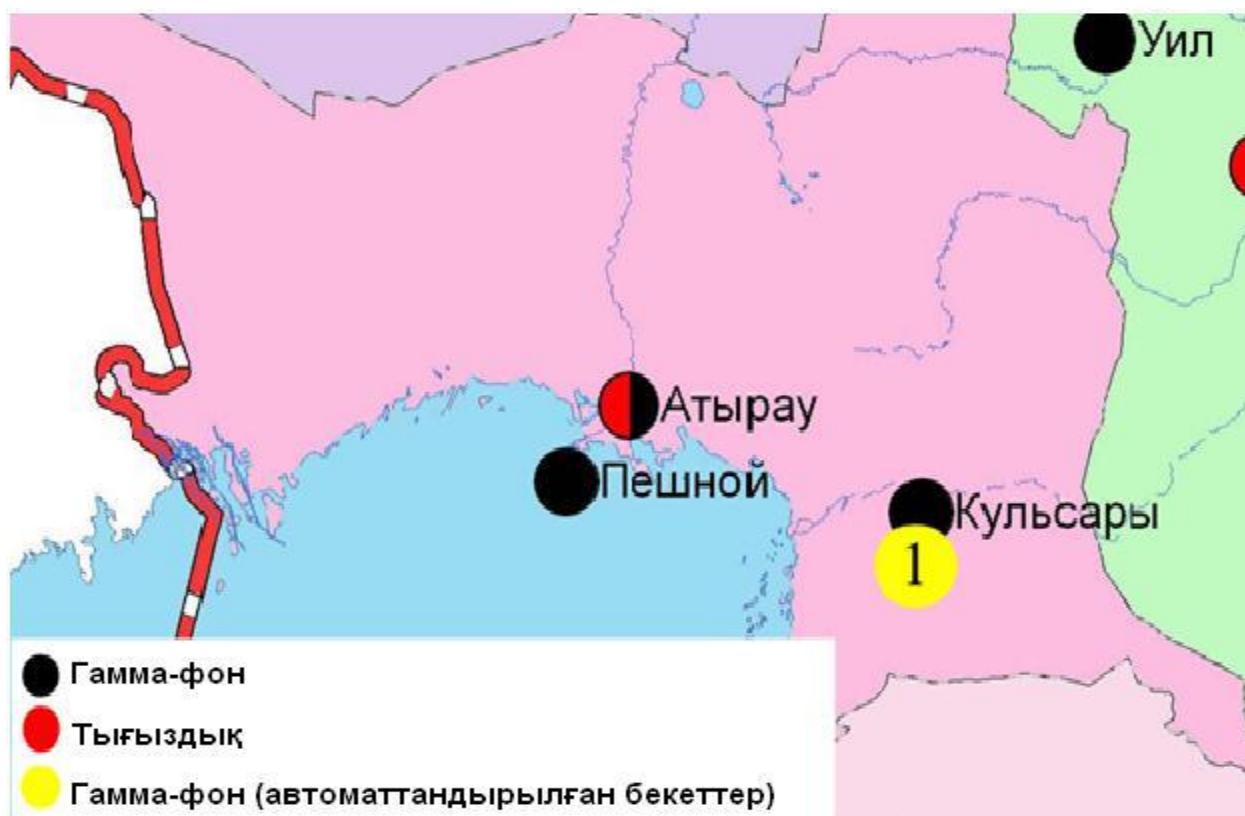 Уил
Атырау
Пешной
Кульсары
1
Гамма-фон
Тығыздық
Гамма-фон (автоматтандырылған бекеттер)